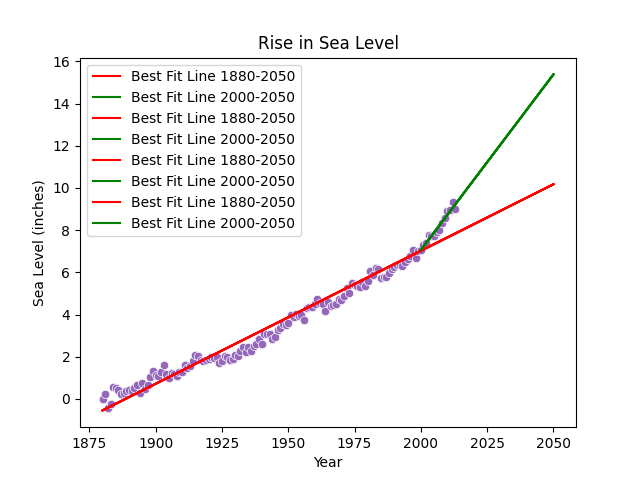 Rise in Sea Level
16
14
12
10
8
6
4
2
0
Sea Level (inches)
Best Fit Line 1880-2050
Best Fit Line 2000-2050
Best Fit Line 1880-2050
Best Fit Line 2000-2050
Best Fit Line 1880-2050
Best Fit Line 2000-2050
Best Fit Line 1880-2050
Best Fit Line 2000-2050
1875 1900 1925 1950 1975 2000 2025 2050
Year